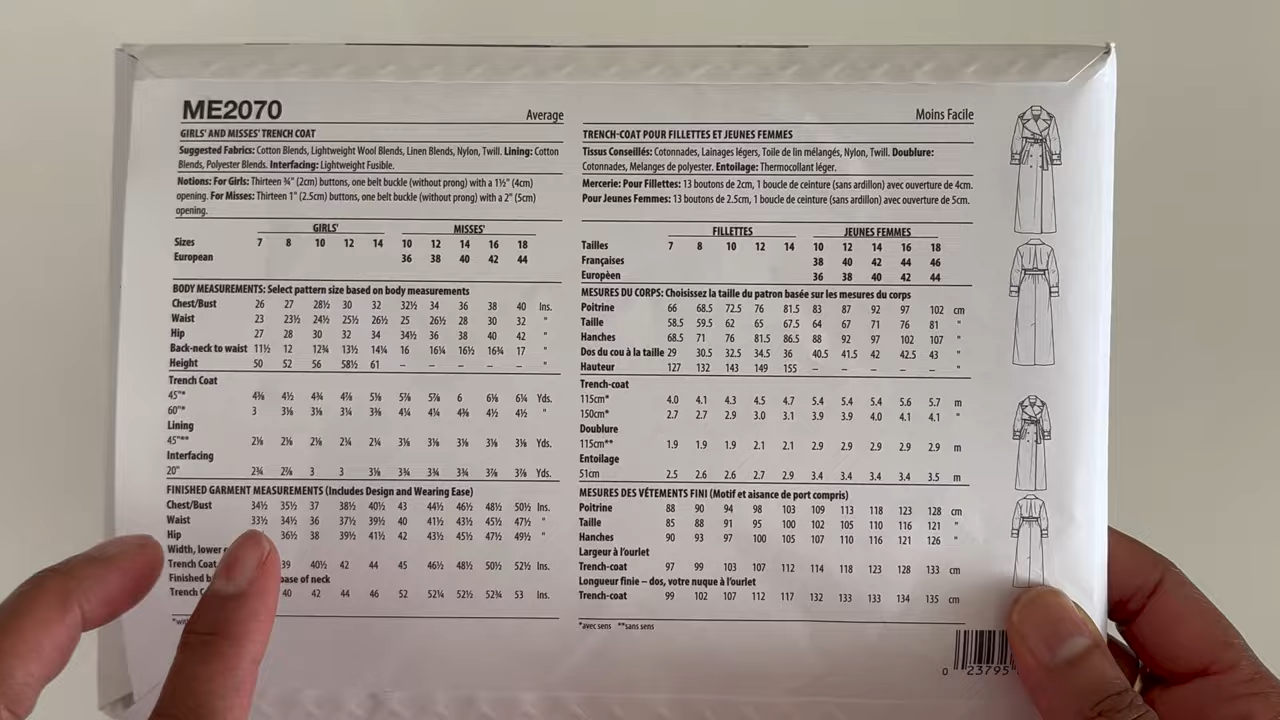 ME2070
Average
GIRLS' AND MISSES' TRENCH COAT
Suggested Fabrics: Cotton Blends, Lightweight Wool Blends, Linen Blends, Nylon, Twill. Lining: Cotton
Blends, Polyester Blends. Interfacing: Lightweight Fusible.
Notions: For Girls: Thirteen ¾" (2cm) buttons, one belt buckle (without prong) with a 1½" (4cm)
opening. For Misses: Thirteen 1" (2.5cm) buttons, one belt buckle (without prong) with a 2" (5cm)
opening.
GIRLS' MISSES'
Sizes 7 8 10 12 14 10 12 14 16 18
European 36 38 40 42 44
BODY MEASUREMENTS: Select pattern size based on body measurements
Chest/Bust 26 27 28½ 30 32 32½ 34 36 38 40 Ins.
Waist 23 23½ 24½ 25½ 26½ 25 26½ 28 30 32 "
Hip 27 28 30 32 34 34½ 36 38 40 42 "
Back-neck to waist 11½ 12 12¾ 13½ 14¼ 16 16¼ 16½ 16¾ 17 "
Height 50 52 56 58½ 61 – – – – – "
Trench Coat
45"* 4⅜ 4½ 4¾ 4⅞ 5⅛ 5⅞ 5⅞ 6 6⅛ 6¼ Yds.
60"* 3 3⅛ 3⅛ 3¼ 3⅜ 4¼ 4¼ 4⅜ 4½ 4½ "
Lining
45"** 2⅛ 2⅛ 2⅛ 2¼ 2¼ 3⅛ 3⅛ 3⅛ 3⅛ 3⅛ Yds.
Interfacing
20" 2¾ 2⅞ 3 3 3⅛ 3¾ 3¾ 3¾ 3⅞ 3⅞ Yds.
FINISHED GARMENT MEASUREMENTS (Includes Design and Wearing Ease)
Chest/Bust 34½ 35½ 37 38½ 40½ 43 44½ 46½ 48½ 50½ Ins.
Waist 33½ 34½ 36 37½ 39½ 40 41½ 43½ 45½ 47½ "
Hip 36½ 38 39½ 41½ 42 43½ 45½ 47½ 49½ "
Width, lower
Trench Coat 39 40½ 42 44 45 46½ 48½ 50½ 52½ Ins.
Finished base of neck
Trench 40 42 44 46 52 52¼ 52½ 52¾ 53 Ins.
Moins Facile
TRENCH-COAT POUR FILLETTES ET JEUNES FEMMES
Tissus Conseillés: Cotonnades, Lainages légers, Toile de lin mélangés, Nylon, Twill. Doublure:
Cotonnades, Melanges de polyester. Entoilage: Thermocollant léger.
Mercerie: Pour Fillettes: 13 boutons de 2cm, 1 boucle de ceinture (sans ardillon) avec ouverture de 4cm.
Pour Jeunes Femmes: 13 boutons de 2.5cm, 1 boucle de ceinture (sans ardillon) avec ouverture de 5cm.
FILLETTES JEUNES FEMMES
Tailles 7 8 10 12 14 10 12 14 16 18
Françaises 38 40 42 44 46
Europèen 36 38 40 42 44
MESURES DU CORPS: Choisissez la taille du patron basée sur les mesures du corps
Poitrine 66 68.5 72.5 76 81.5 83 87 92 97 102 cm
Taille 58.5 59.5 62 65 67.5 64 67 71 76 81 "
Hanches 68.5 71 76 81.5 86.5 88 92 97 102 107 "
Dos du cou à la taille 29 30.5 32.5 34.5 36 40.5 41.5 42 42.5 43 "
Hauteur 127 132 143 149 155 – – – – – "
Trench-coat
115cm* 4.0 4.1 4.3 4.5 4.7 5.4 5.4 5.4 5.6 5.7 m
150cm* 2.7 2.7 2.9 3.0 3.1 3.9 3.9 4.0 4.1 4.1 "
Doublure
115cm** 1.9 1.9 1.9 2.1 2.1 2.9 2.9 2.9 2.9 2.9 m
Entoilage
51cm 2.5 2.6 2.6 2.7 2.9 3.4 3.4 3.4 3.4 3.5 m
MESURES DES VÉTEMENTS FINI (Motif et aisance de port compris)
Poitrine 88 90 94 98 103 109 113 118 123 128 cm
Taille 85 88 91 95 100 102 105 110 116 121 "
Hanches 90 93 97 100 105 107 110 116 121 126 "
Largeur à l'ourlet
Trench-coat 97 99 103 107 112 114 118 123 128 133 cm
Longueur finie – dos, votre nuque à l'ourlet
Trench-coat 99 102 107 112 117 132 133 133 134 135 cm
*avec sens **sans sens
0 23795